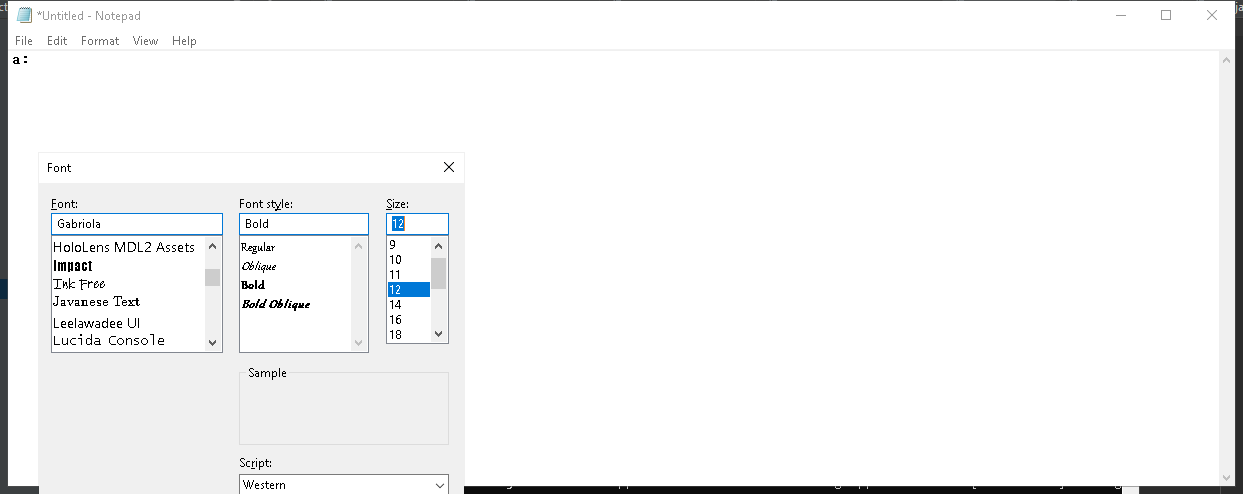 *Untitled - Notepad
File Edit Format View Help
a:
Font
Font: Font style: Size:
Gabriola Bold 12
HoloLens MDL2 Assets Regular 9
Impact Oblique 10
Ink Free Bold 11
Javanese Text Bold Oblique 12
Leelawadee UI 14
Lucida Console 16
18
Sample
Script:
Western